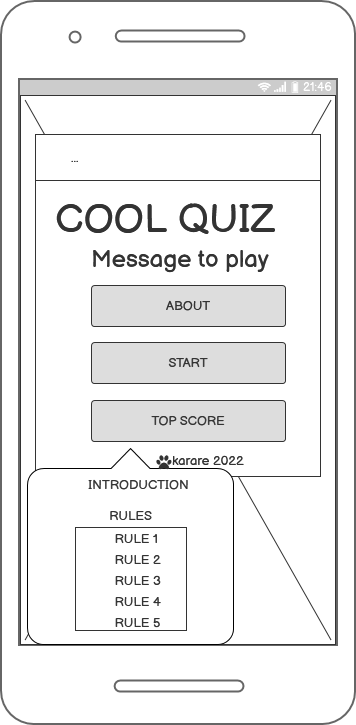 21:46
...
COOL QUIZ
Message to play
ABOUT
START
TOP SCORE
karare 2022
INTRODUCTION
RULES
RULE 1
RULE 2
RULE 3
RULE 4
RULE 5